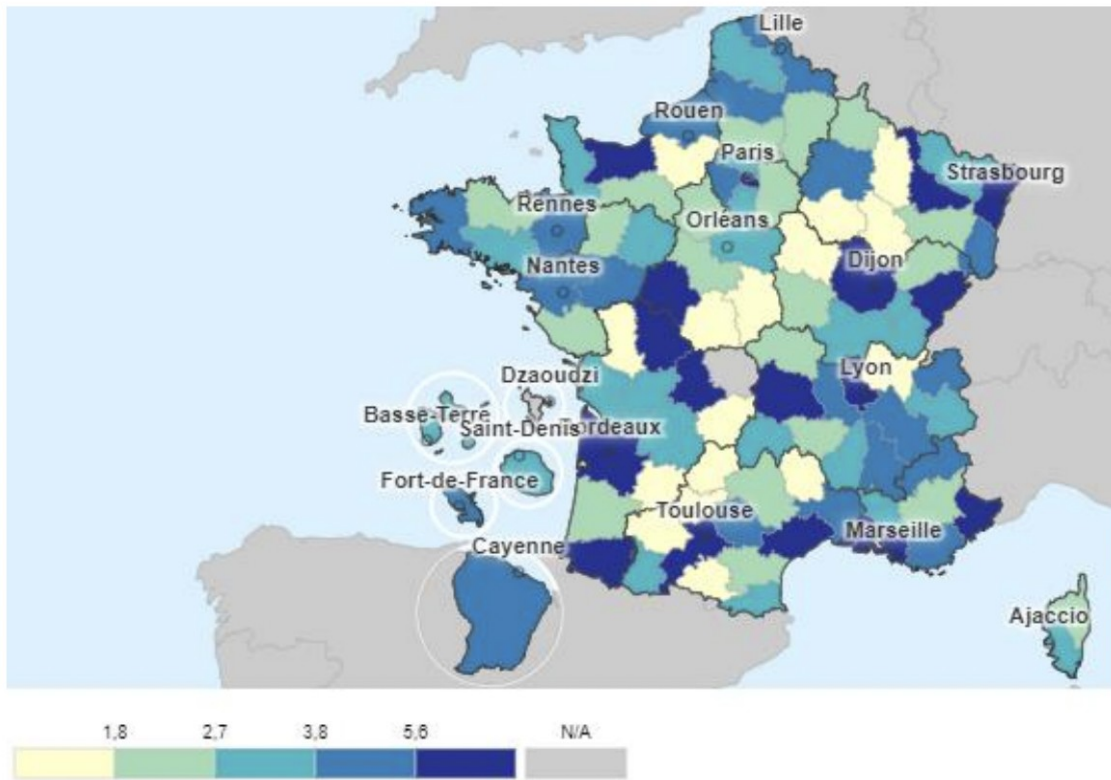 Lille
Rouen
Paris
Strasbourg
Rennes
Orléans
Nantes
Dijon
Dzaoudzi
Lyon
Basse-Terre
Saint-Denis
Bordeaux
Fort-de-France
Toulouse
Marseille
Cayenne
Ajaccio
1,8 2,7 3,8 5,6 N/A